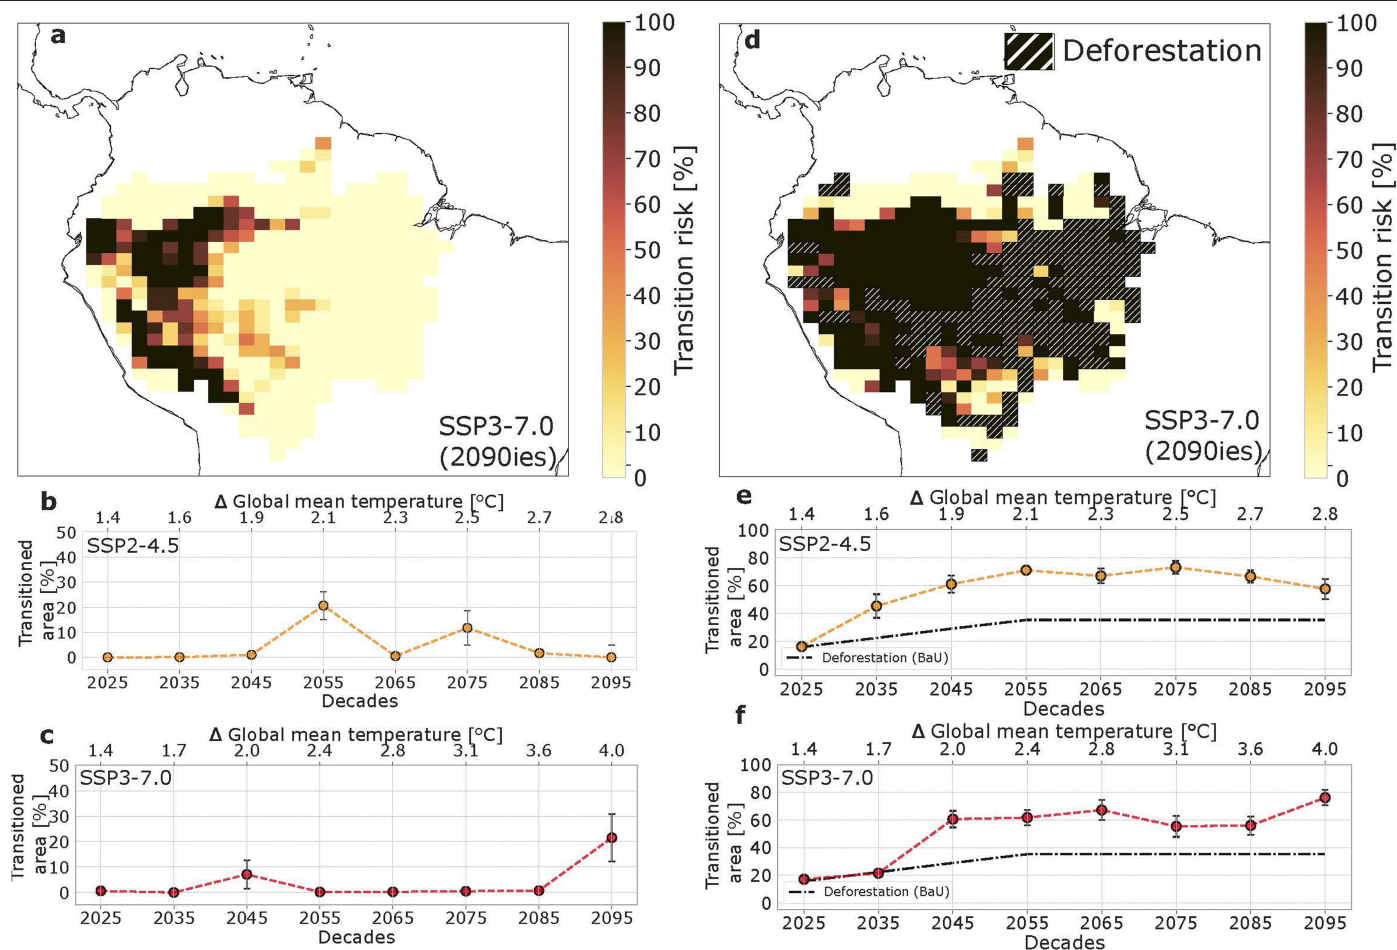 a
100
90
80
70
60
50
40
30
20
10
0
Transition risk [%]
SSP3-7.0
(2090ies)
d
Deforestation
100
90
80
70
60
50
40
30
20
10
0
Transition risk [%]
SSP3-7.0
(2090ies)
b
Δ Global mean temperature [°C]
1.4 1.6 1.9 2.1 2.3 2.5 2.7 2.8
SSP2-4.5
Transitioned
area [%]
50
40
30
20
10
0
2025 2035 2045 2055 2065 2075 2085 2095
Decades
c
Δ Global mean temperature [°C]
1.4 1.7 2.0 2.4 2.8 3.1 3.6 4.0
SSP3-7.0
Transitioned
area [%]
50
40
30
20
10
0
2025 2035 2045 2055 2065 2075 2085 2095
Decades
e
Δ Global mean temperature [°C]
1.4 1.6 1.9 2.1 2.3 2.5 2.7 2.8
SSP2-4.5
Transitioned
area [%]
100
80
60
40
20
0
Deforestation (BaU)
2025 2035 2045 2055 2065 2075 2085 2095
Decades
f
Δ Global mean temperature [°C]
1.4 1.7 2.0 2.4 2.8 3.1 3.6 4.0
SSP3-7.0
Transitioned
area [%]
100
80
60
40
20
0
Deforestation (BaU)
2025 2035 2045 2055 2065 2075 2085 2095
Decades